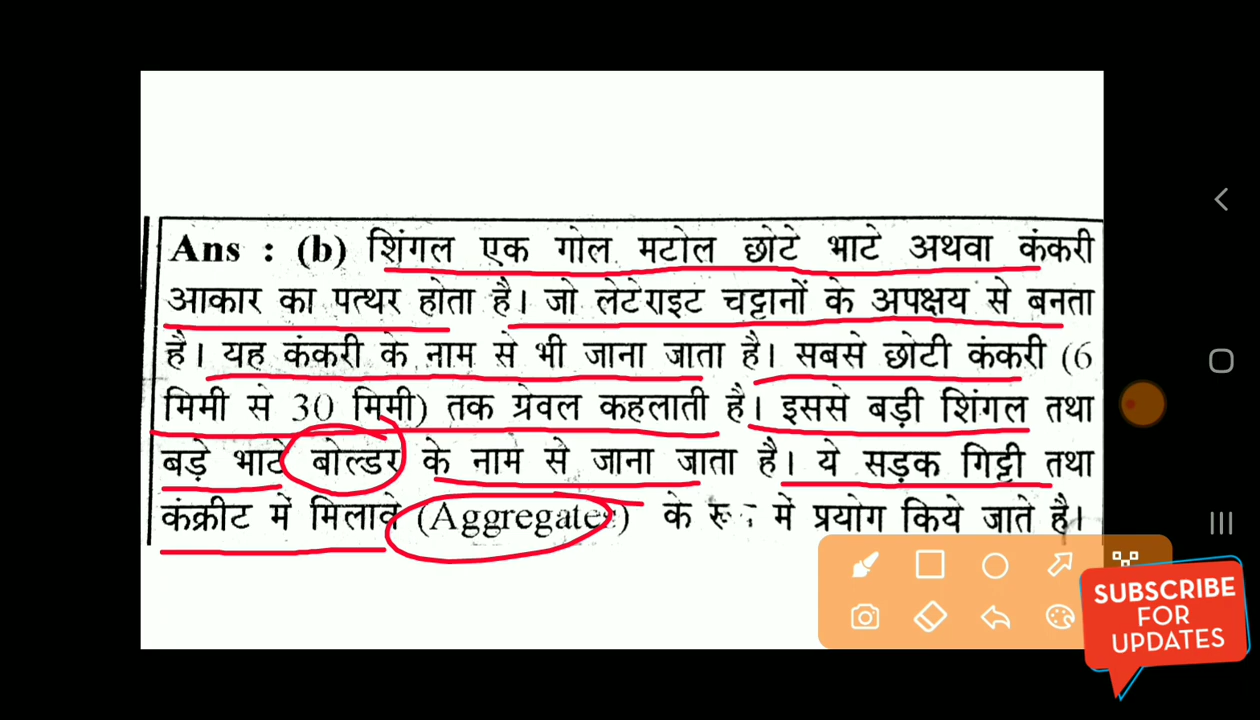 Ans : (b) शिंगल एक गोल मटोल छोटे भाटे अथवा कंकरी
आकार का पत्थर होता है। जो लेटेराइट चट्टानों के अपक्षय से बनता
है। यह कंकरी के नाम से भी जाना जाता है। सबसे छोटी कंकरी (6
मिमी से 30 मिमी) तक ग्रेवल कहलाती है। इससे बड़ी शिंगल तथा
बड़े भाटे बोल्डर के नाम से जाना जाता है। ये सड़क गिट्टी तथा
कंक्रीट में मिलावे (Aggregates) के में प्रयोग किये जाते है।
SUBSCRIBE
FOR
UPDATES